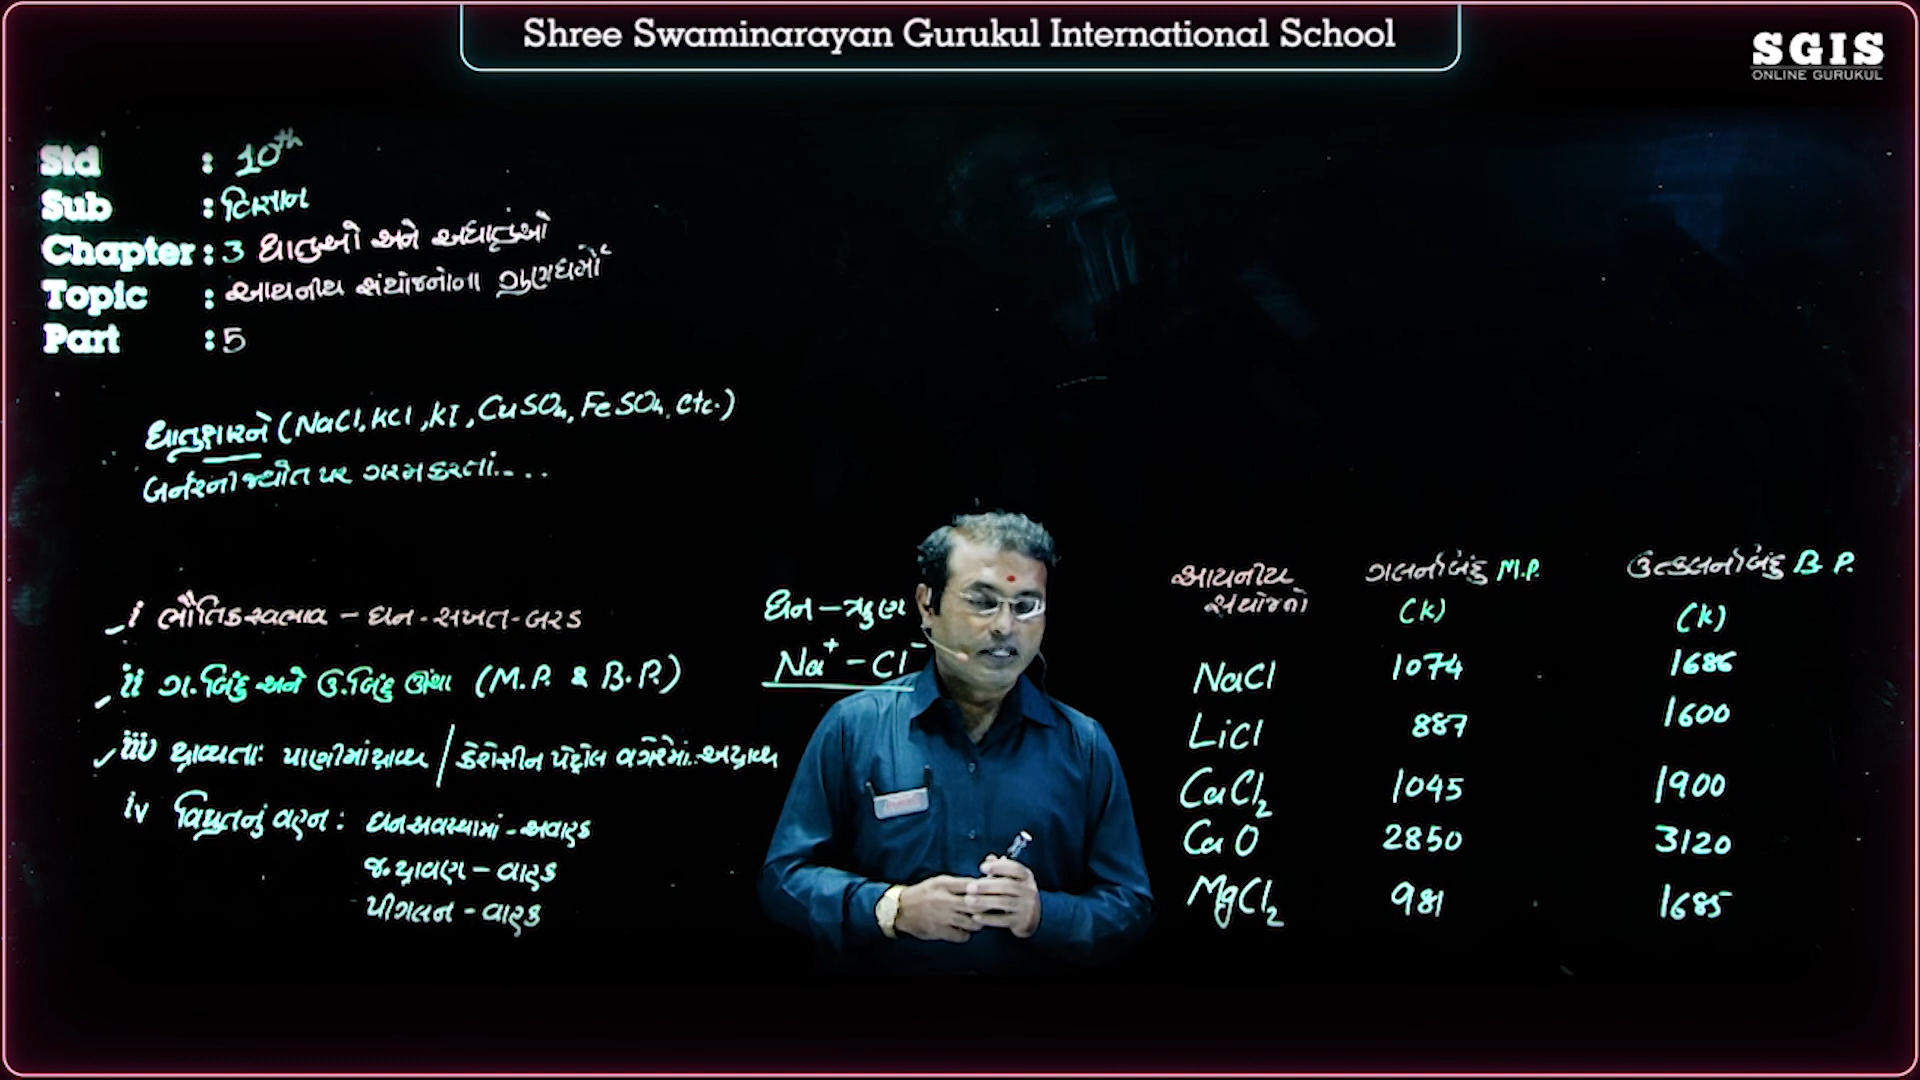 Shree Swaminarayan Gurukul International School
SGIS
ONLINE GURUKUL
Std : 10th
Sub : વિજ્ઞાન
Chapter : 3 ધાતુઓ અને અધાતુઓ
Topic : આયનીય સંયોજનોના ગુણધર્મો
Part : 5
ધાતુક્ષારને (NaCl, KCl, KI, CuSO4, FeSO4, etc.)
બર્નરની જ્યોત પર ગરમ કરતાં....
i ભૌતિક સ્વભાવ - ઘન - સખત - બરડ
ii ગ.બિંદુ અને ઉ.બિંદુ ઊંચા (M.P. & B.P.)
iii દ્રાવ્યતા: પાણીમાં દ્રાવ્ય / કેરોસીન પેટ્રોલ વગેરેમાં..અદ્રાવ્ય
iv વિદ્યુતનું વહન : ઘન અવસ્થામાં - અવાહક
જ.દ્રાવણ - વાહક
પીગલન - વાહક
ધન - ઋણ
Na+ - Cl-
આયનીય સંયોજનો ગલનબિંદુ M.P. (K) ઉત્કલનબિંદુ B.P. (K)
NaCl 1074 1686
LiCl 887 1600
CaCl2 1045 1900
CaO 2850 3120
MgCl2 981 1685